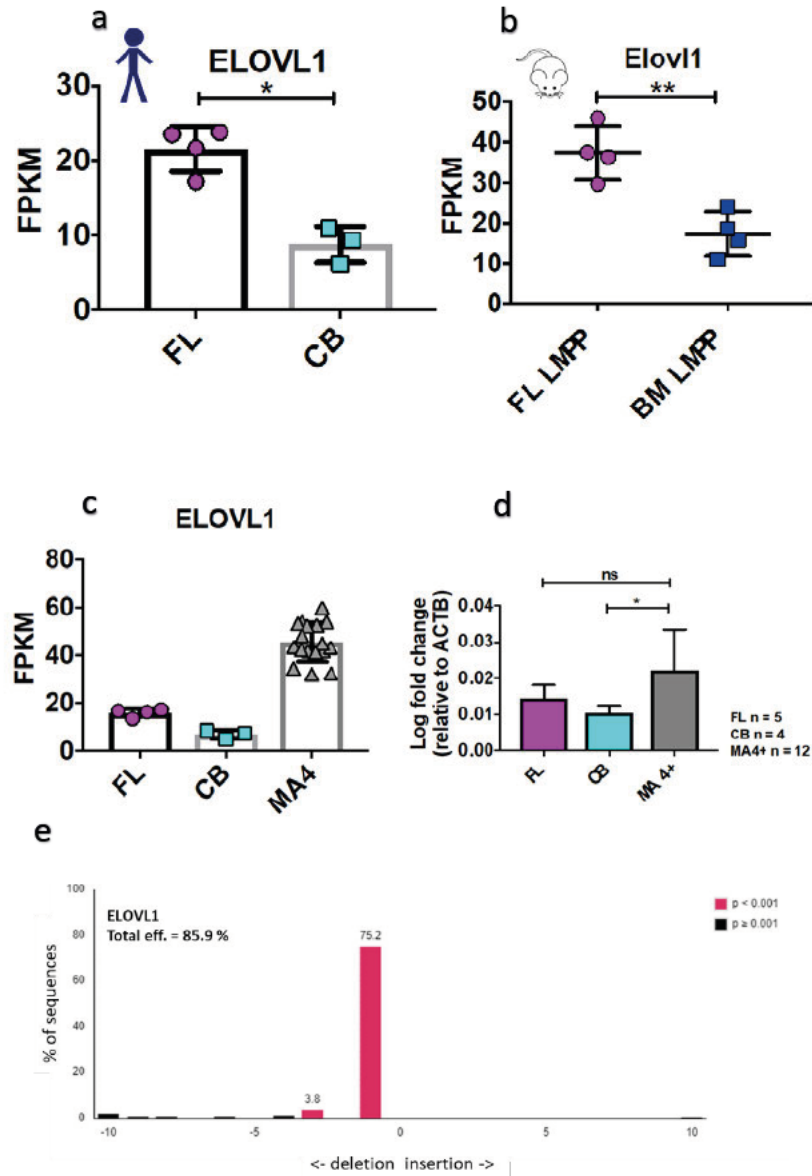 a
ELOVL1
*
FPKM
30
20
10
0
FL
CB
b
Elovl1
**
FPKM
50
40
30
20
10
0
FL LMPP
BM LMPP
c
ELOVL1
FPKM
80
60
40
20
0
FL
CB
MA4
d
ns
*
Log fold change
(relative to ACTB)
0.04
0.03
0.02
0.01
0.00
FL
CB
MA 4+
FL n = 5
CB n = 4
MA4+ n = 12
e
ELOVL1
Total eff. = 85.9 %
% of sequences
100
80
60
40
20
0
3.8
75.2
-10
-5
0
5
10
<- deletion insertion ->
p < 0.001
p ≥ 0.001